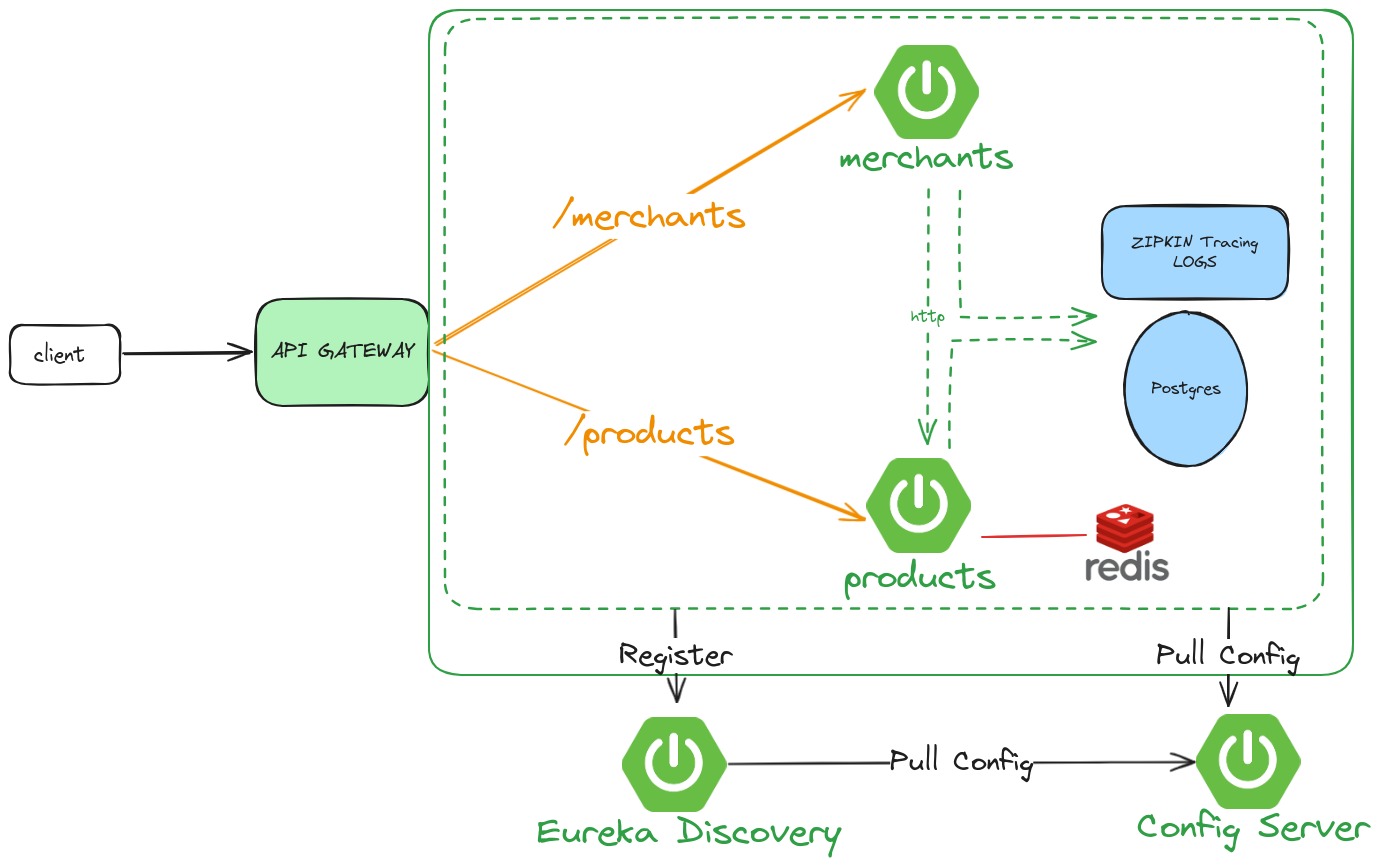 merchants
/merchants
ZIPKIN Tracing
LOGS
http
client
API GATEWAY
Postgres
/products
redis
products
Register
Pull Config
Pull Config
Eureka Discovery
Config Server